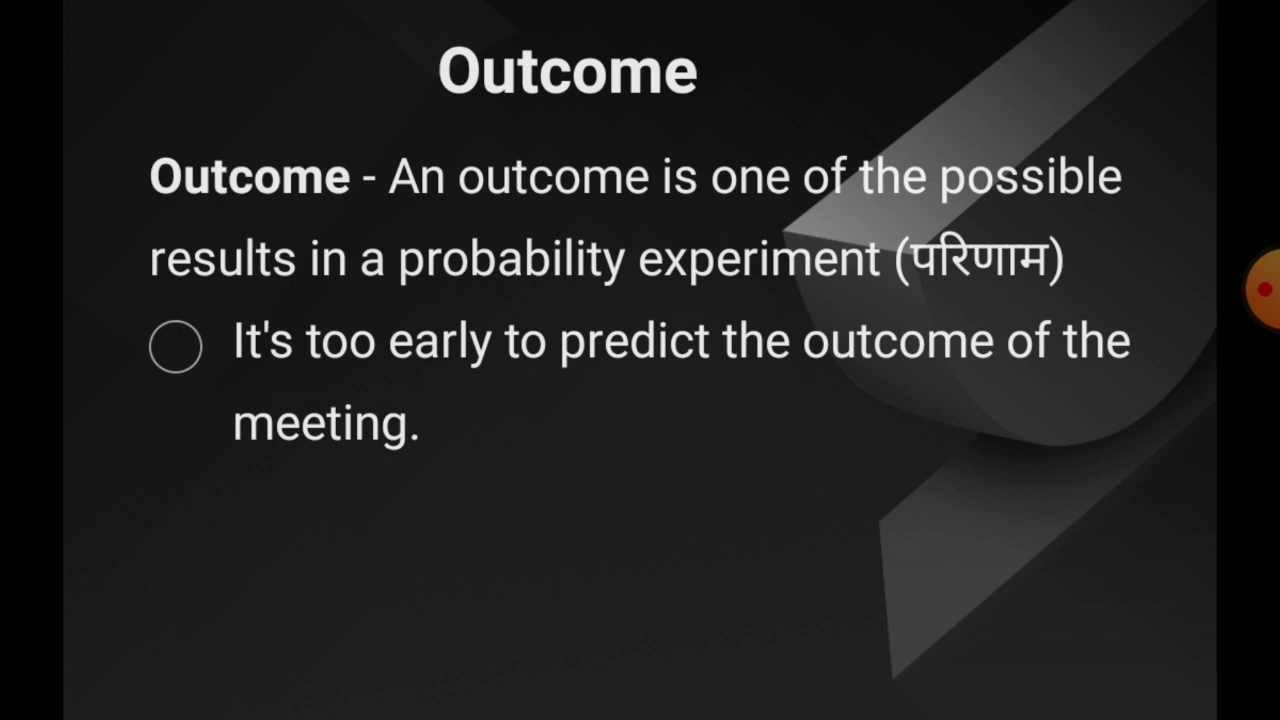 Outcome
Outcome - An outcome is one of the possible
results in a probability experiment (परिणाम)
It's too early to predict the outcome of the
meeting.